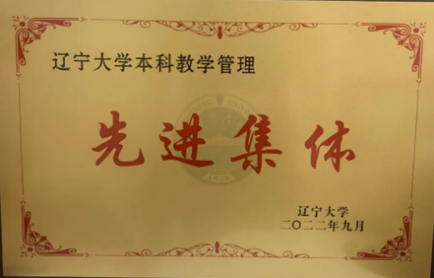 辽宁大学本科教学管理
先进集体
辽宁大学
二〇二二年九月